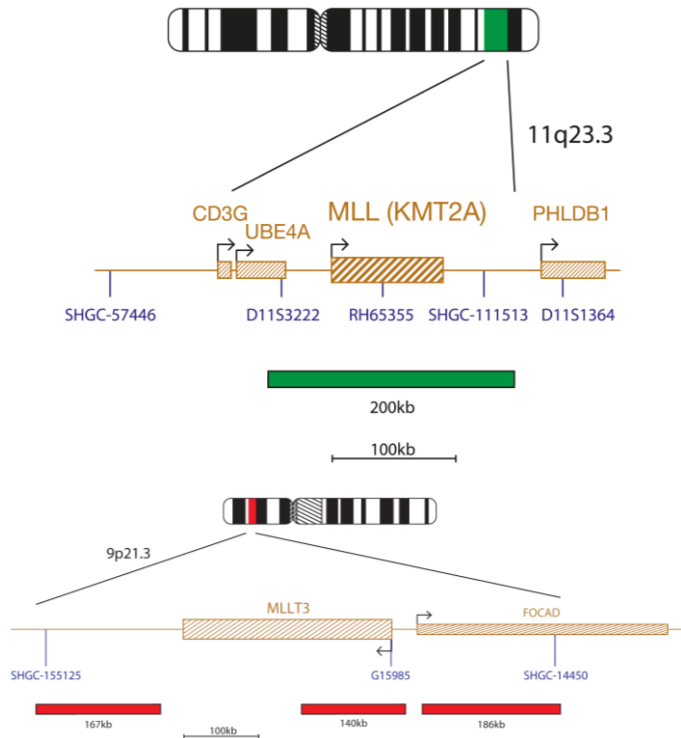 11q23.3
CD3G
UBE4A
MLL (KMT2A)
PHLDB1
SHGC-57446
D11S3222
RH65355
SHGC-111513
D11S1364
200kb
100kb
9p21.3
MLLT3
FOCAD
SHGC-155125
G15985
SHGC-14450
167kb
100kb
140kb
186kb